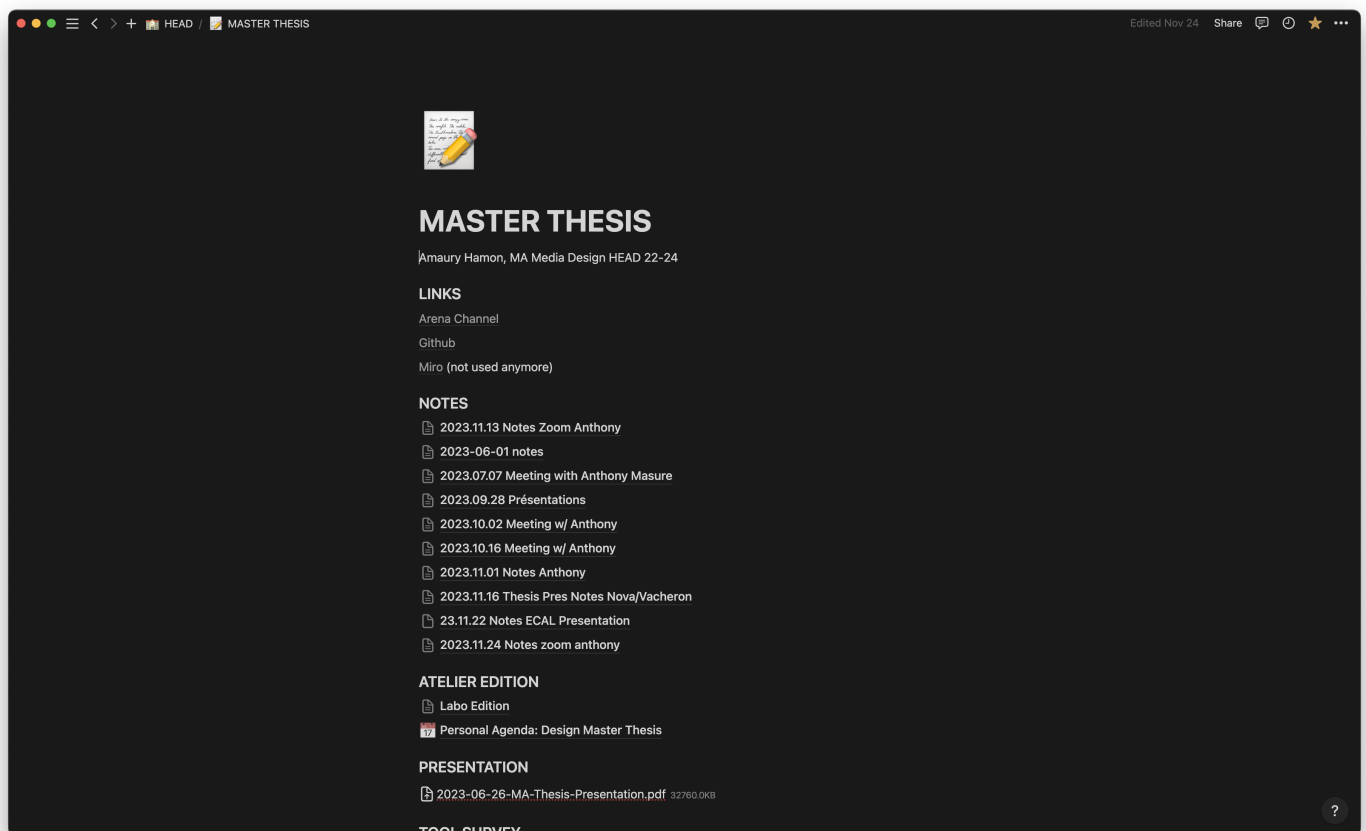 HEAD / MASTER THESIS
Edited Nov 24 Share
MASTER THESIS
Amaury Hamon, MA Media Design HEAD 22-24
LINKS
Arena Channel
Github
Miro (not used anymore)
NOTES
2023.11.13 Notes Zoom Anthony
2023-06-01 notes
2023.07.07 Meeting with Anthony Masure
2023.09.28 Présentations
2023.10.02 Meeting w/ Anthony
2023.10.16 Meeting w/ Anthony
2023.11.01 Notes Anthony
2023.11.16 Thesis Pres Notes Nova/Vacheron
23.11.22 Notes ECAL Presentation
2023.11.24 Notes zoom anthony
ATELIER EDITION
Labo Edition
17 Personal Agenda: Design Master Thesis
PRESENTATION
2023-06-26-MA-Thesis-Presentation.pdf 32760.0KB
TOOL SURVEY
?